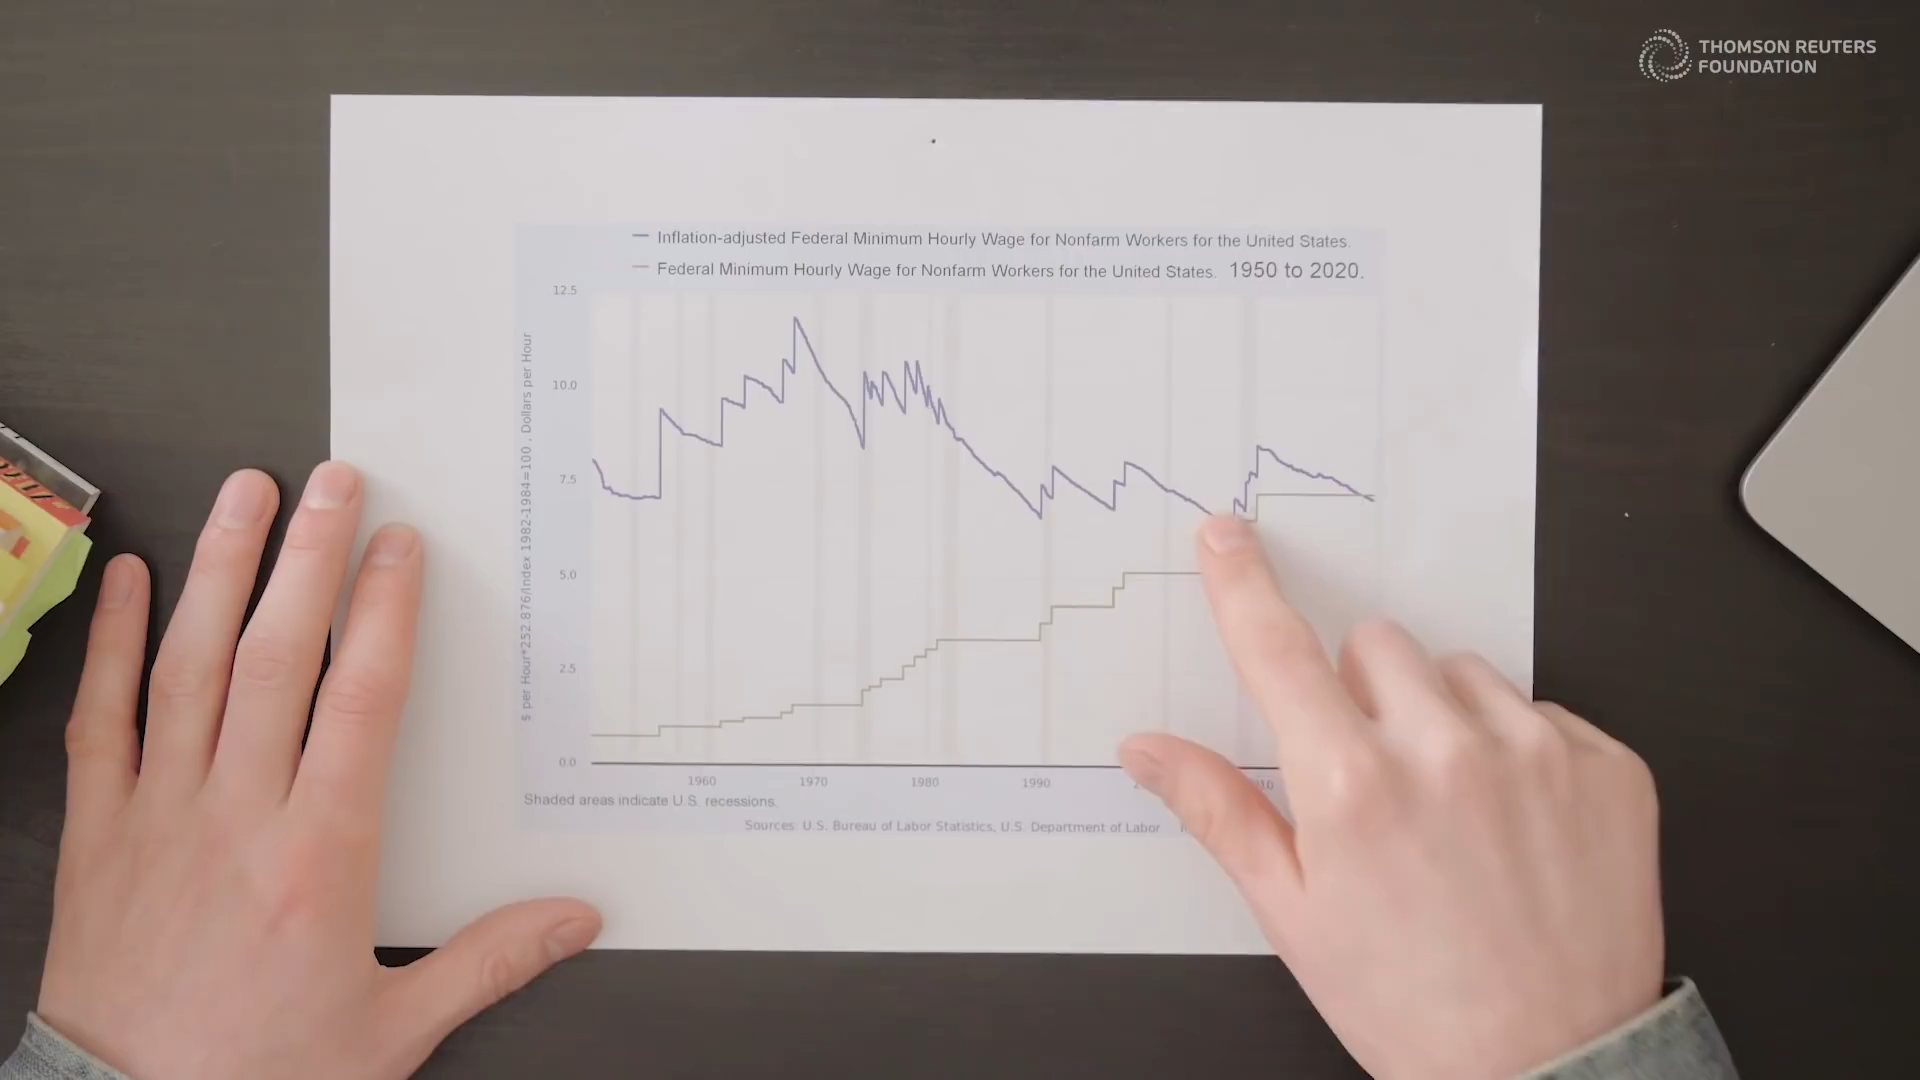 THOMSON REUTERS
FOUNDATION
Inflation-adjusted Federal Minimum Hourly Wage for Nonfarm Workers for the United States.
Federal Minimum Hourly Wage for Nonfarm Workers for the United States. 1950 to 2020.
12.5
10.0
7.5
5.0
2.5
0.0
$ per Hour*252.876/Index 1982-1984=100 , Dollars per Hour
1960 1970 1980 1990
Shaded areas indicate U.S. recessions.
Sources: U.S. Bureau of Labor Statistics, U.S. Department of Labor